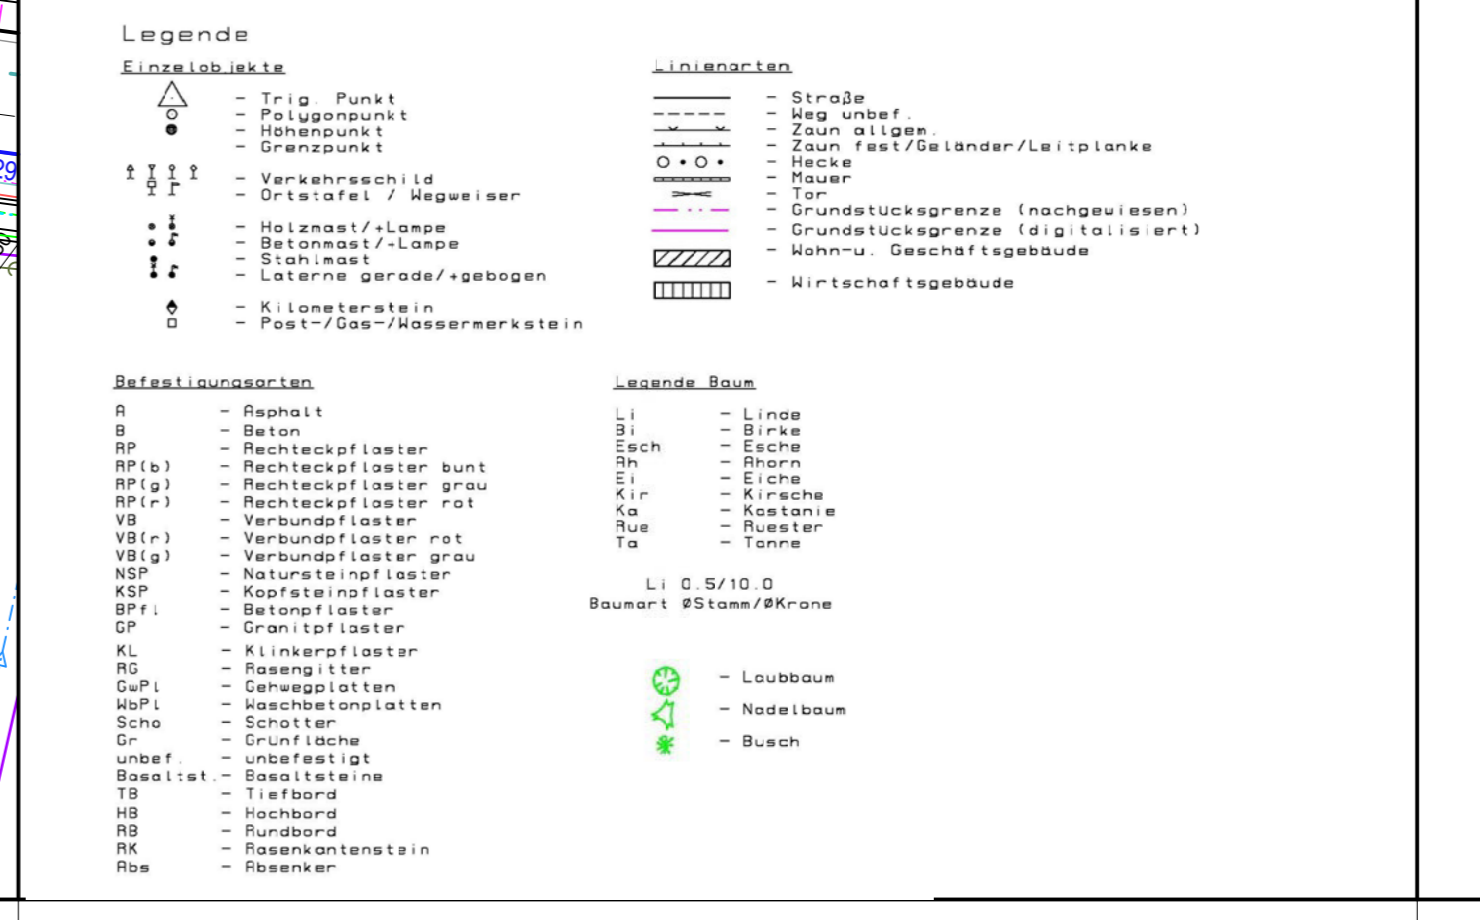 Legende
Einzelobjekte
- Trig. Punkt
- Polygonpunkt
- Höhenpunkt
- Grenzpunkt
- Verkehrsschild
- Ortstafel / Wegweiser
- Holzmast/+Lampe
- Betonmast/-Lampe
- Stahlmast
- Laterne gerade/+gebogen
- Kilometerstein
- Post-/Gas-/Wassermerkstein
Linienarten
- Straße
- Weg unbef.
- Zaun allgem.
- Zaun fest/Geländer/Leitplanke
- Hecke
- Mauer
- Tor
- Grundstücksgrenze (nachgewiesen)
- Grundstücksgrenze (digitalisiert)
- Wohn-u. Geschäftsgebäude
- Wirtschaftsgebäude
Befestigungsarten
A - Asphalt
B - Beton
RP - Rechteckpflaster
RP(b) - Rechteckpflaster bunt
RP(g) - Rechteckpflaster grau
RP(r) - Rechteckpflaster rot
VB - Verbundpflaster
VB(r) - Verbundpflaster rot
VB(g) - Verbundpflaster grau
NSP - Natursteinpflaster
KSP - Kopfsteinpflaster
BPfl - Betonpflaster
GP - Granitpflaster
KL - Klinkerpflaster
RG - Rasengitter
GwPl - Gehwegplatten
WbPl - Waschbetonplatten
Scho - Schotter
Gr - Grünfläche
unbef. - unbefestigt
Basaltst.- Basaltsteine
TB - Tiefbord
HB - Hochbord
RB - Rundbord
RK - Rasenkantenstein
Abs - Absenker
Legende Baum
Li - Linde
Bi - Birke
Esch - Esche
Ah - Ahorn
Ei - Eiche
Kir - Kirsche
Ka - Kastanie
Rue - Ruester
Ta - Tanne
Li 0.5/10.0
Baumart ØStamm/ØKrone
- Laubbaum
- Nadelbaum
- Busch
29